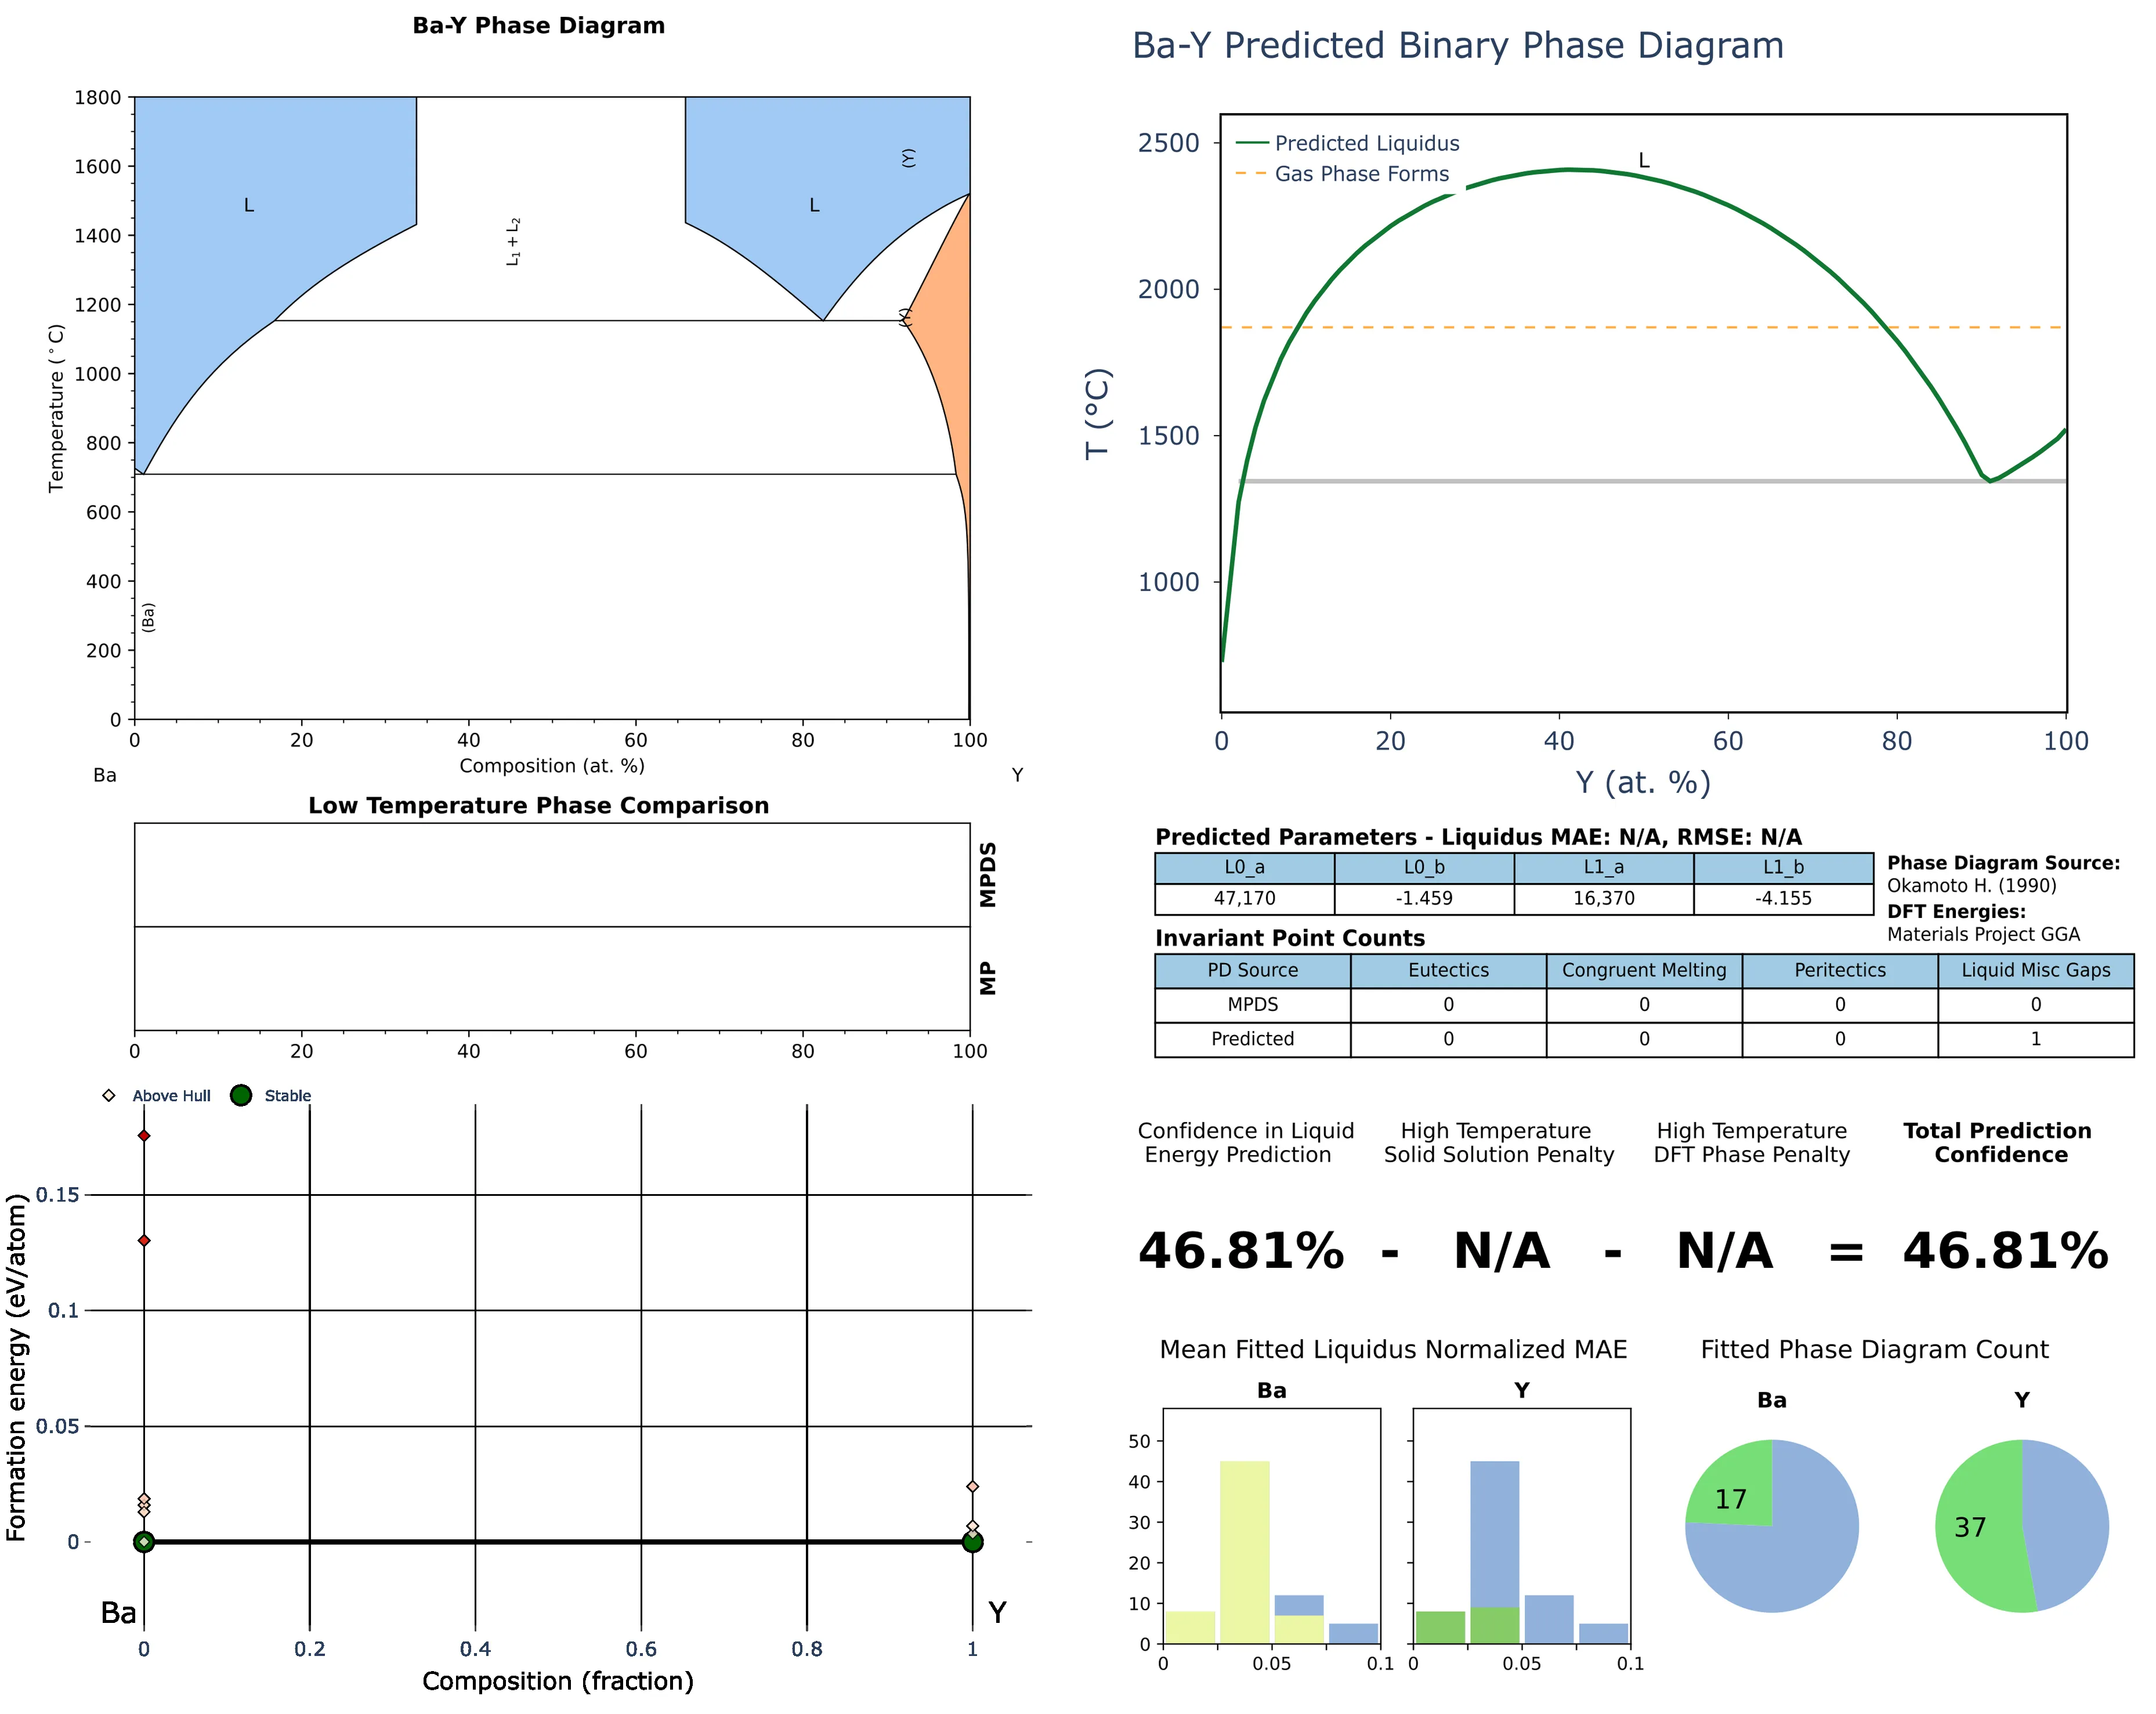 Ba-Y Phase Diagram
1800
1600
1400
1200
1000
800
600
400
200
0
Temperature (°C)
L
L₁ + L₂
L
(Y)
(Y)
(Ba)
0 20 40 60 80 100
Composition (at. %)
Ba Y
Ba-Y Predicted Binary Phase Diagram
Predicted Liquidus
Gas Phase Forms
L
2500
2000
1500
1000
T (°C)
0 20 40 60 80 100
Y (at. %)
Low Temperature Phase Comparison
MPDS
MP
0 20 40 60 80 100
Predicted Parameters - Liquidus MAE: N/A, RMSE: N/A
L0_a L0_b L1_a L1_b
47,170 -1.459 16,370 -4.155
Phase Diagram Source:
Okamoto H. (1990)
DFT Energies:
Materials Project GGA
Invariant Point Counts
PD Source Eutectics Congruent Melting Peritectics Liquid Misc Gaps
MPDS 0 0 0 0
Predicted 0 0 0 1
Above Hull Stable
0.15
0.1
0.05
0
Formation energy (eV/atom)
Ba Y
0 0.2 0.4 0.6 0.8 1
Composition (fraction)
Confidence in Liquid
Energy Prediction
High Temperature
Solid Solution Penalty
High Temperature
DFT Phase Penalty
Total Prediction
Confidence
46.81% - N/A - N/A = 46.81%
Mean Fitted Liquidus Normalized MAE
Ba Y
50
40
30
20
10
0
0 0.05 0.1 0 0.05 0.1
Fitted Phase Diagram Count
Ba Y
17 37